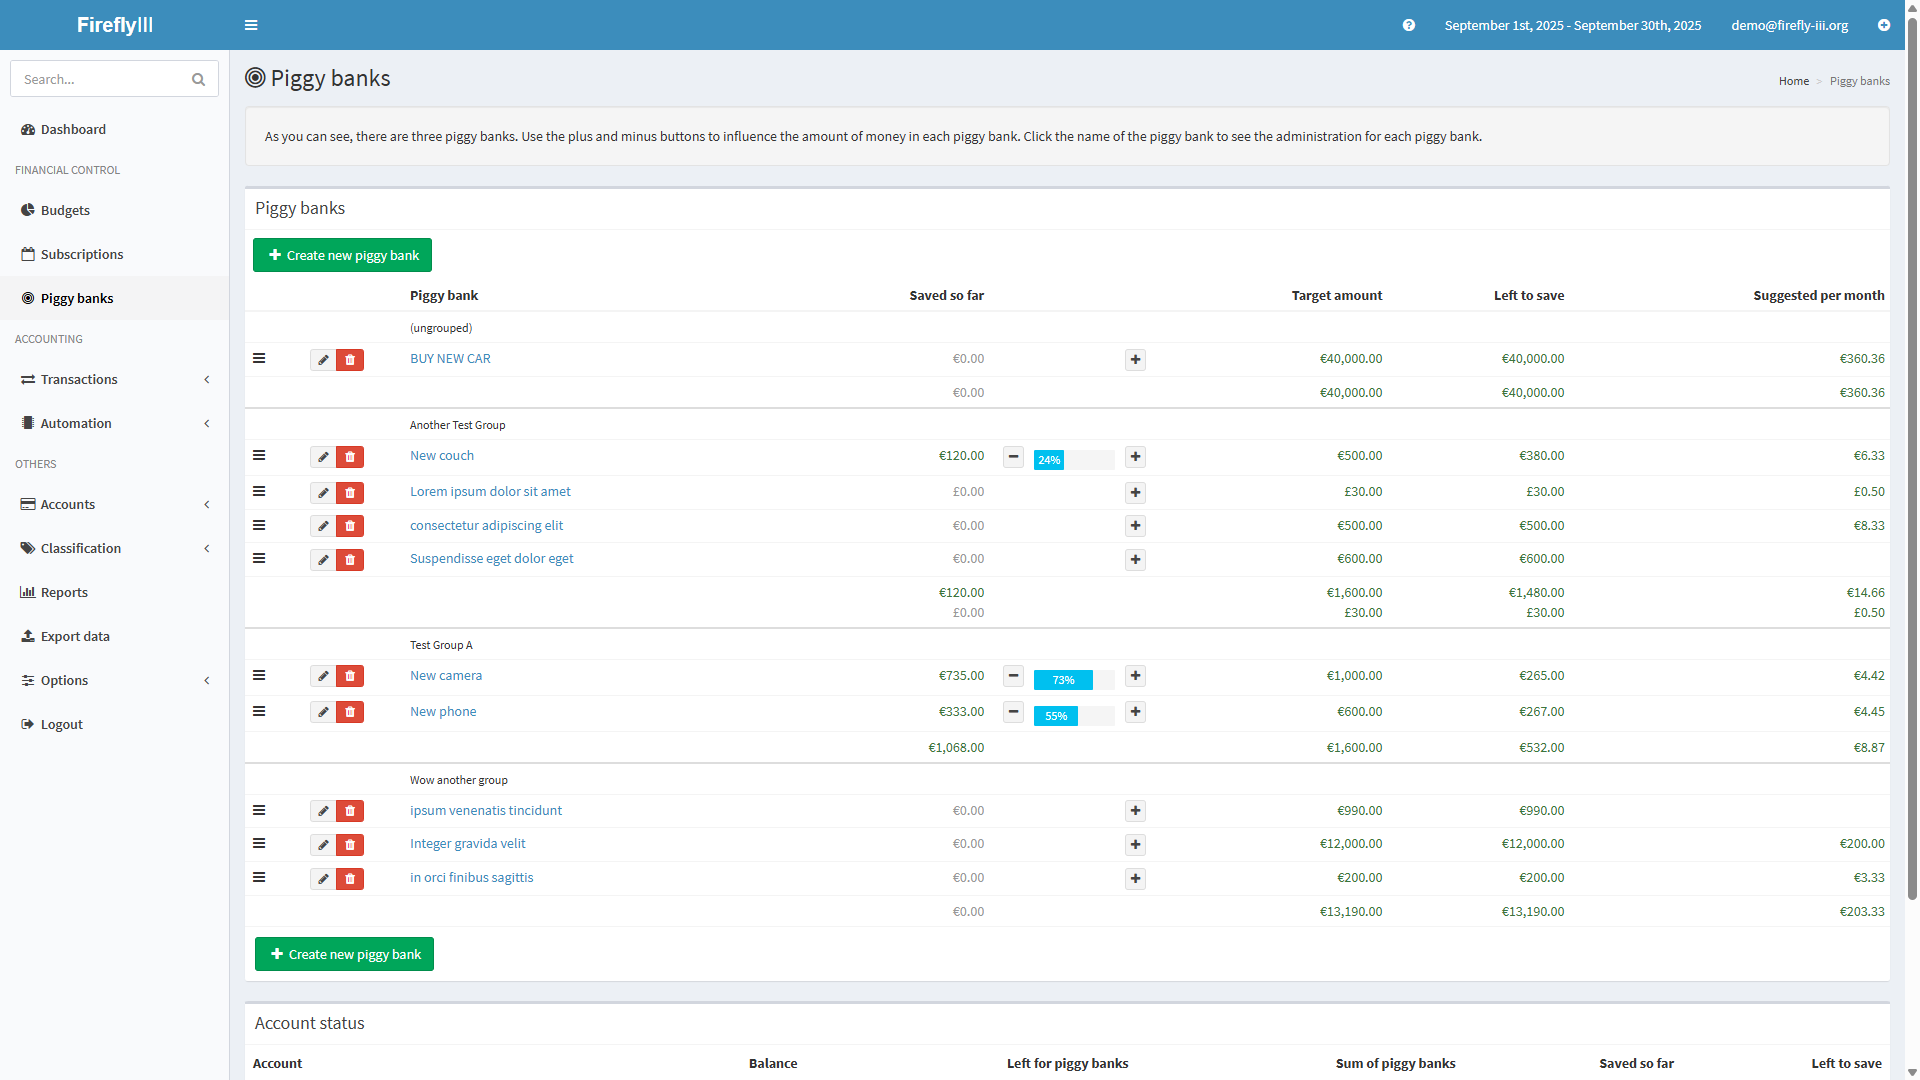 FireflyIII
September 1st, 2025 - September 30th, 2025
demo@firefly-iii.org
Search...
Dashboard
FINANCIAL CONTROL
Budgets
Subscriptions
Piggy banks
ACCOUNTING
Transactions
Automation
OTHERS
Accounts
Classification
Reports
Export data
Options
Logout
Piggy banks
Home > Piggy banks
As you can see, there are three piggy banks. Use the plus and minus buttons to influence the amount of money in each piggy bank. Click the name of the piggy bank to see the administration for each piggy bank.
Piggy banks
Create new piggy bank
Piggy bank Saved so far Target amount Left to save Suggested per month
(ungrouped)
BUY NEW CAR €0.00 €40,000.00 €40,000.00 €360.36
€0.00 €40,000.00 €40,000.00 €360.36
Another Test Group
New couch €120.00 24% €500.00 €380.00 €6.33
Lorem ipsum dolor sit amet £0.00 £30.00 £30.00 £0.50
consectetur adipiscing elit €0.00 €500.00 €500.00 €8.33
Suspendisse eget dolor eget €0.00 €600.00 €600.00
€120.00 €1,600.00 €1,480.00 €14.66
£0.00 £30.00 £30.00 £0.50
Test Group A
New camera €735.00 73% €1,000.00 €265.00 €4.42
New phone €333.00 55% €600.00 €267.00 €4.45
€1,068.00 €1,600.00 €532.00 €8.87
Wow another group
ipsum venenatis tincidunt €0.00 €990.00 €990.00
Integer gravida velit €0.00 €12,000.00 €12,000.00 €200.00
in orci finibus sagittis €0.00 €200.00 €200.00 €3.33
€0.00 €13,190.00 €13,190.00 €203.33
Create new piggy bank
Account status
Account Balance Left for piggy banks Sum of piggy banks Saved so far Left to save